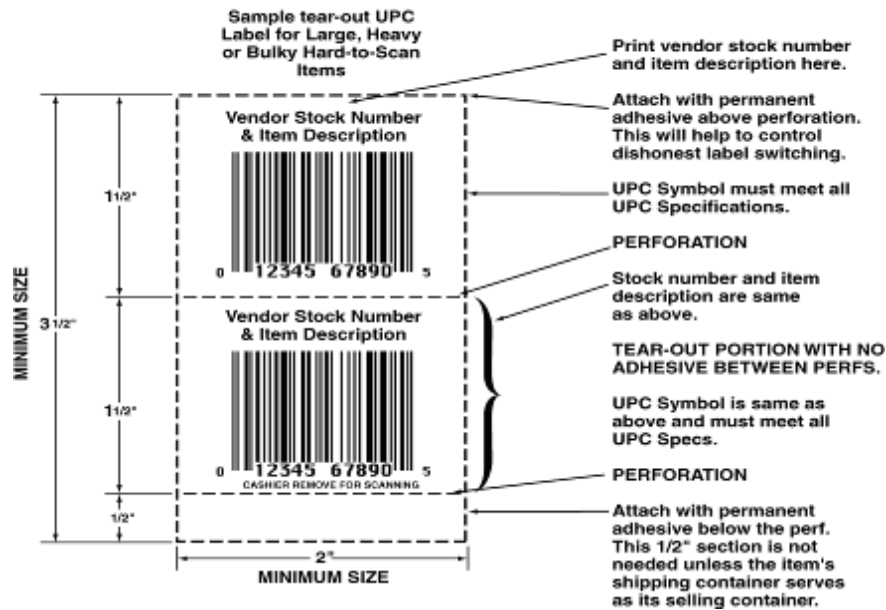 Sample tear-out UPC
Label for Large, Heavy
or Bulky Hard-to-Scan
Items
Print vendor stock number
and item description here.
Attach with permanent
adhesive above perforation.
This will help to control
dishonest label switching.
UPC Symbol must meet all
UPC Specifications.
PERFORATION
Stock number and item
description are same
as above.
TEAR-OUT PORTION WITH NO
ADHESIVE BETWEEN PERFS.
UPC Symbol is same as
above and must meet all
UPC Specs.
PERFORATION
Attach with permanent
adhesive below the perf.
This 1/2" section is not
needed unless the item's
shipping container serves
as its selling container.
Vendor Stock Number
& Item Description
0 12345 67890 5
Vendor Stock Number
& Item Description
0 12345 67890 5
CASHIER REMOVE FOR SCANNING
MINIMUM SIZE
3 1/2"
1 1/2"
1 1/2"
1/2"
2"
MINIMUM SIZE